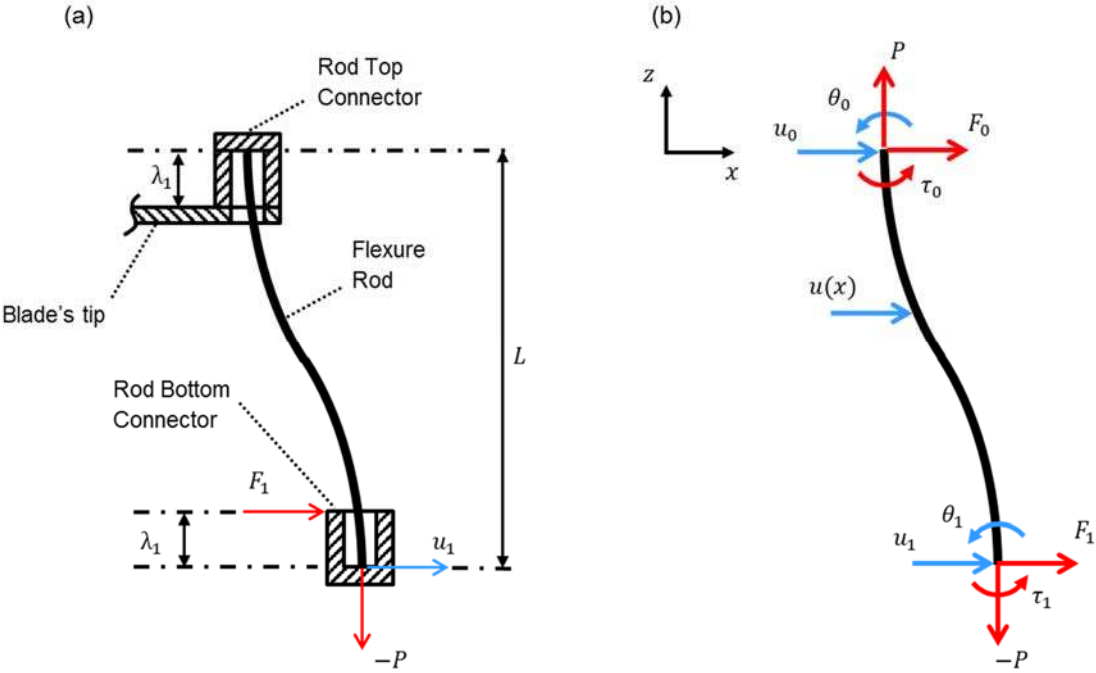 (a)
Rod Top
Connector
λ₁
Flexure
Rod
Blade's tip
L
Rod Bottom
Connector
F₁
λ₁
u₁
−P
(b)
z
x
P
θ₀
u₀
F₀
τ₀
u(x)
θ₁
u₁
F₁
τ₁
−P